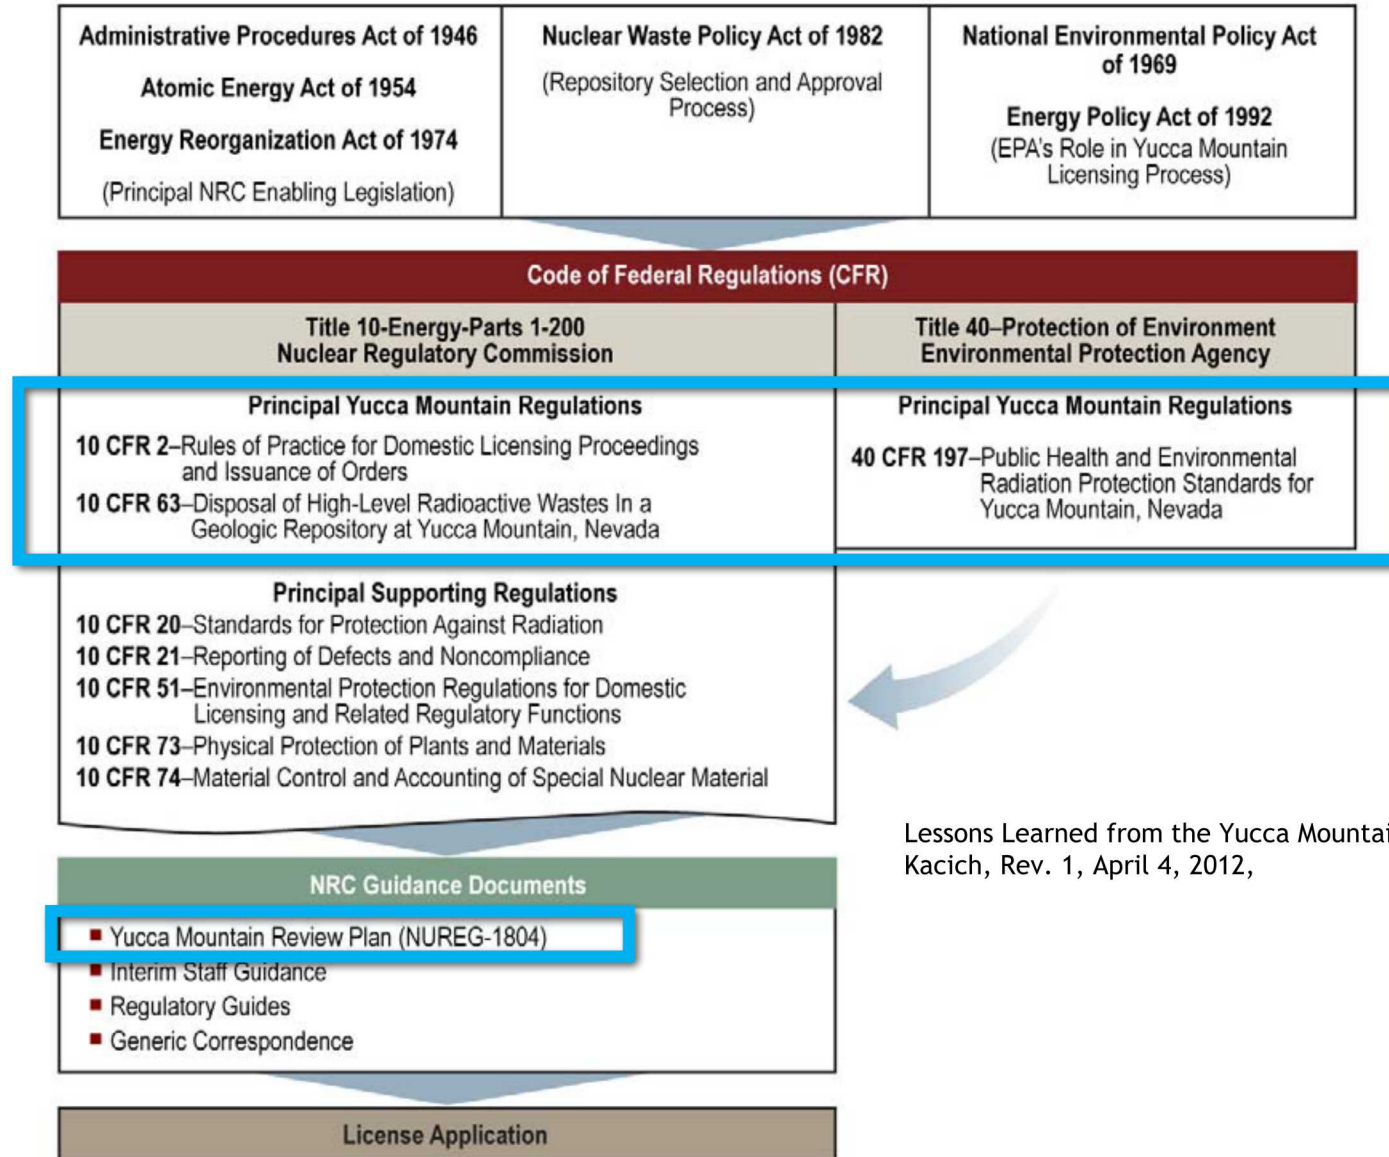 Administrative Procedures Act of 1946
Atomic Energy Act of 1954
Energy Reorganization Act of 1974
(Principal NRC Enabling Legislation)
Nuclear Waste Policy Act of 1982
(Repository Selection and Approval
Process)
National Environmental Policy Act
of 1969
Energy Policy Act of 1992
(EPA's Role in Yucca Mountain
Licensing Process)
Code of Federal Regulations (CFR)
Title 10-Energy-Parts 1-200
Nuclear Regulatory Commission
Title 40–Protection of Environment
Environmental Protection Agency
Principal Yucca Mountain Regulations
10 CFR 2–Rules of Practice for Domestic Licensing Proceedings
and Issuance of Orders
10 CFR 63–Disposal of High-Level Radioactive Wastes In a
Geologic Repository at Yucca Mountain, Nevada
Principal Yucca Mountain Regulations
40 CFR 197–Public Health and Environmental
Radiation Protection Standards for
Yucca Mountain, Nevada
Principal Supporting Regulations
10 CFR 20–Standards for Protection Against Radiation
10 CFR 21–Reporting of Defects and Noncompliance
10 CFR 51–Environmental Protection Regulations for Domestic
Licensing and Related Regulatory Functions
10 CFR 73–Physical Protection of Plants and Materials
10 CFR 74–Material Control and Accounting of Special Nuclear Material
Lessons Learned from the Yucca
Kacich, Rev. 1, April 4, 2012,
NRC Guidance Documents
Yucca Mountain Review Plan (NUREG-1804)
Interim Staff Guidance
Regulatory Guides
Generic Correspondence
License Application